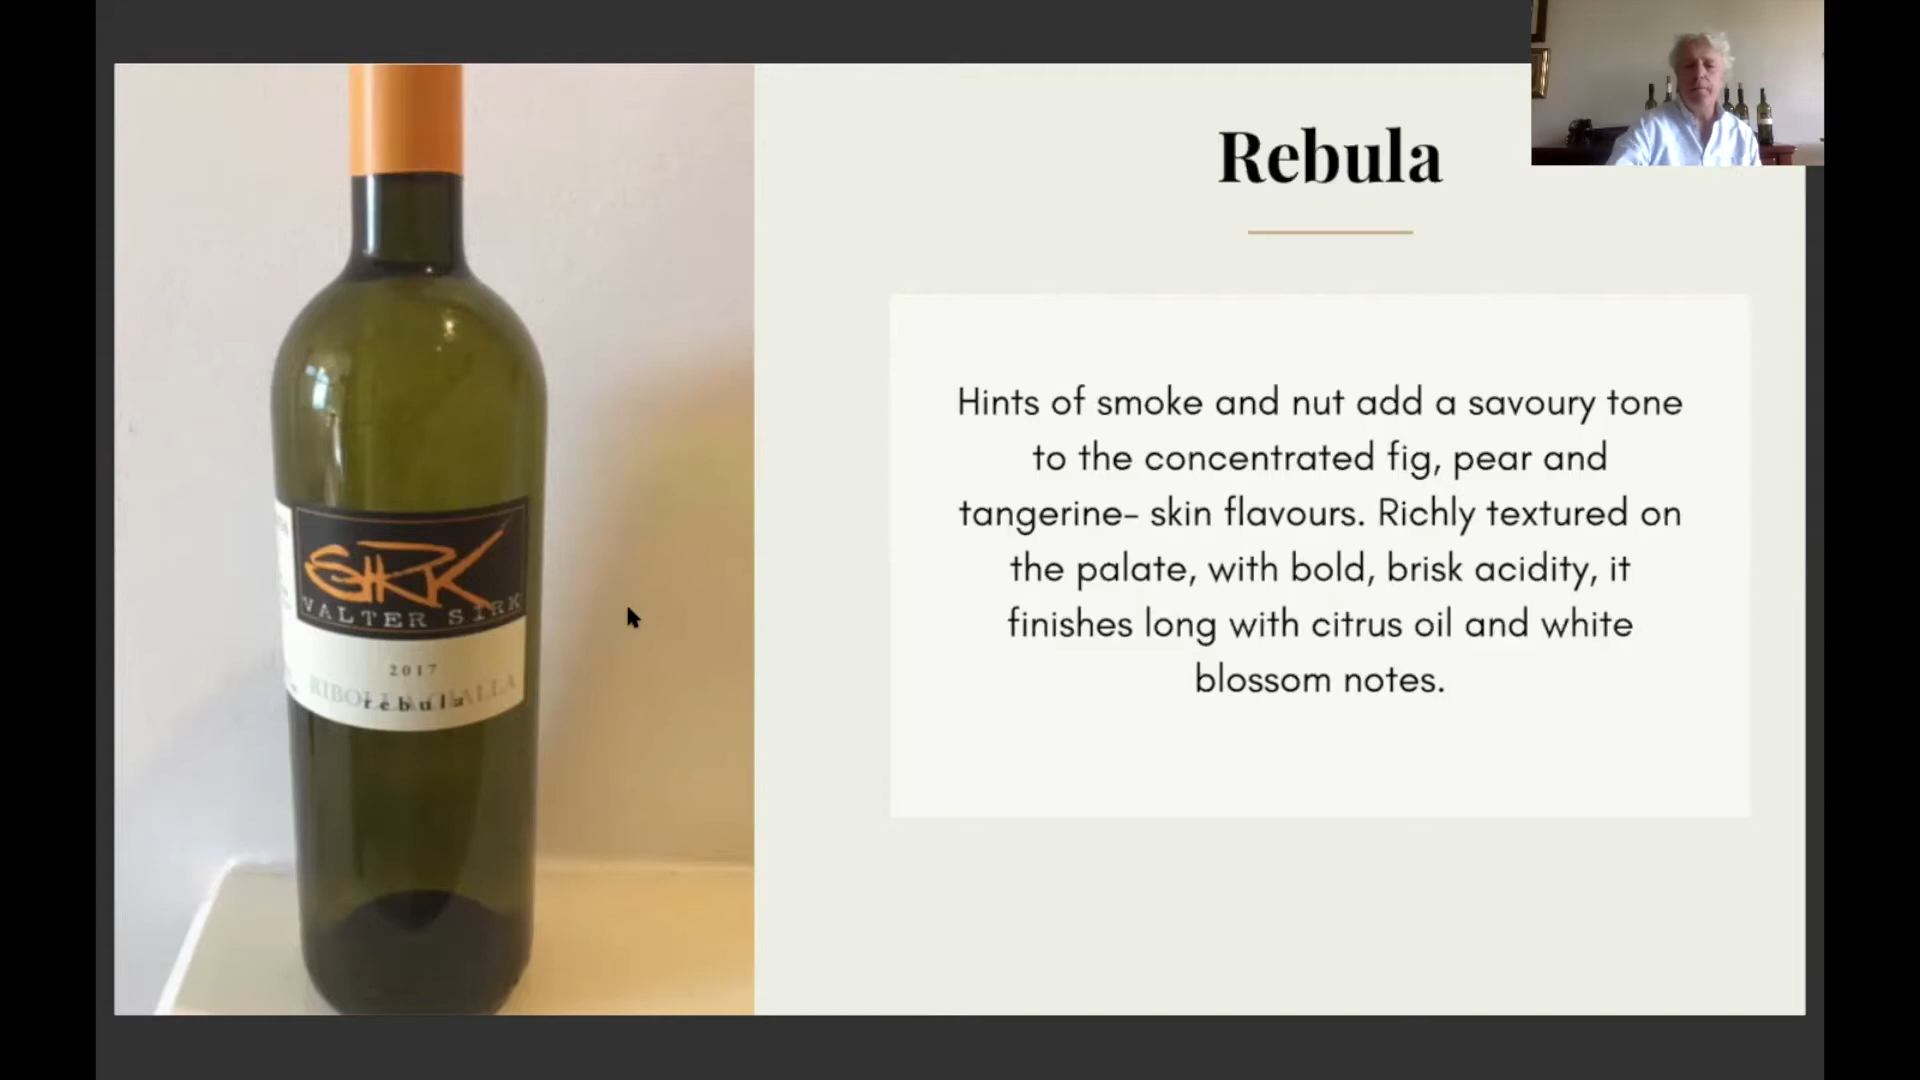 Rebula
Hints of smoke and nut add a savoury tone
to the concentrated fig, pear and
tangerine- skin flavours. Richly textured on
the palate, with bold, brisk acidity, it
finishes long with citrus oil and white
blossom notes.
SIRK
VALTER SIRK
2017
RIBOLLA GIALLA
rebula